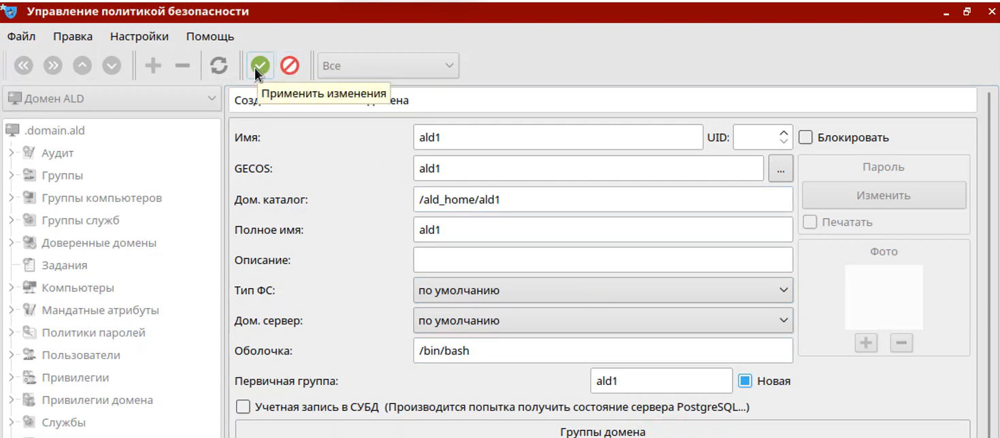 Управление политикой безопасности
Файл Правка Настройки Помощь
Все
Применить изменения
Домен ALD
.domain.ald
Аудит
Группы
Группы компьютеров
Группы служб
Доверенные домены
Задания
Компьютеры
Мандатные атрибуты
Политики паролей
Пользователи
Привилегии
Привилегии домена
Службы
Имя: ald1 UID: Блокировать
GECOS: ald1 ...
Дом. каталог: /ald_home/ald1
Полное имя: ald1
Описание:
Тип ФС: по умолчанию
Дом. сервер: по умолчанию
Оболочка: /bin/bash
Первичная группа: ald1 Новая
Учетная запись в СУБД (Производится попытка получить состояние сервера PostgreSQL...)
Группы домена
Пароль
Изменить
Печатать
Фото